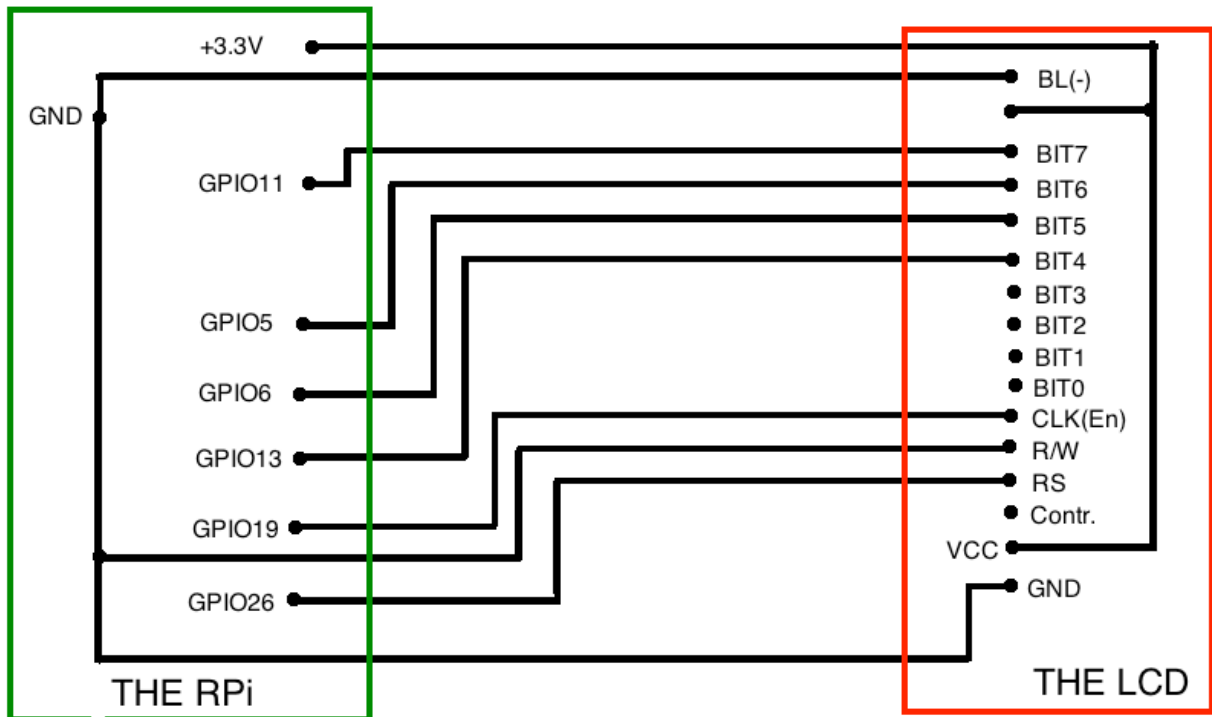 +3.3V
GND
GPIO11
GPIO5
GPIO6
GPIO13
GPIO19
GPIO26
THE RPi
BL(-)
BIT7
BIT6
BIT5
BIT4
BIT3
BIT2
BIT1
BIT0
CLK(En)
R/W
RS
Contr.
VCC
GND
THE LCD